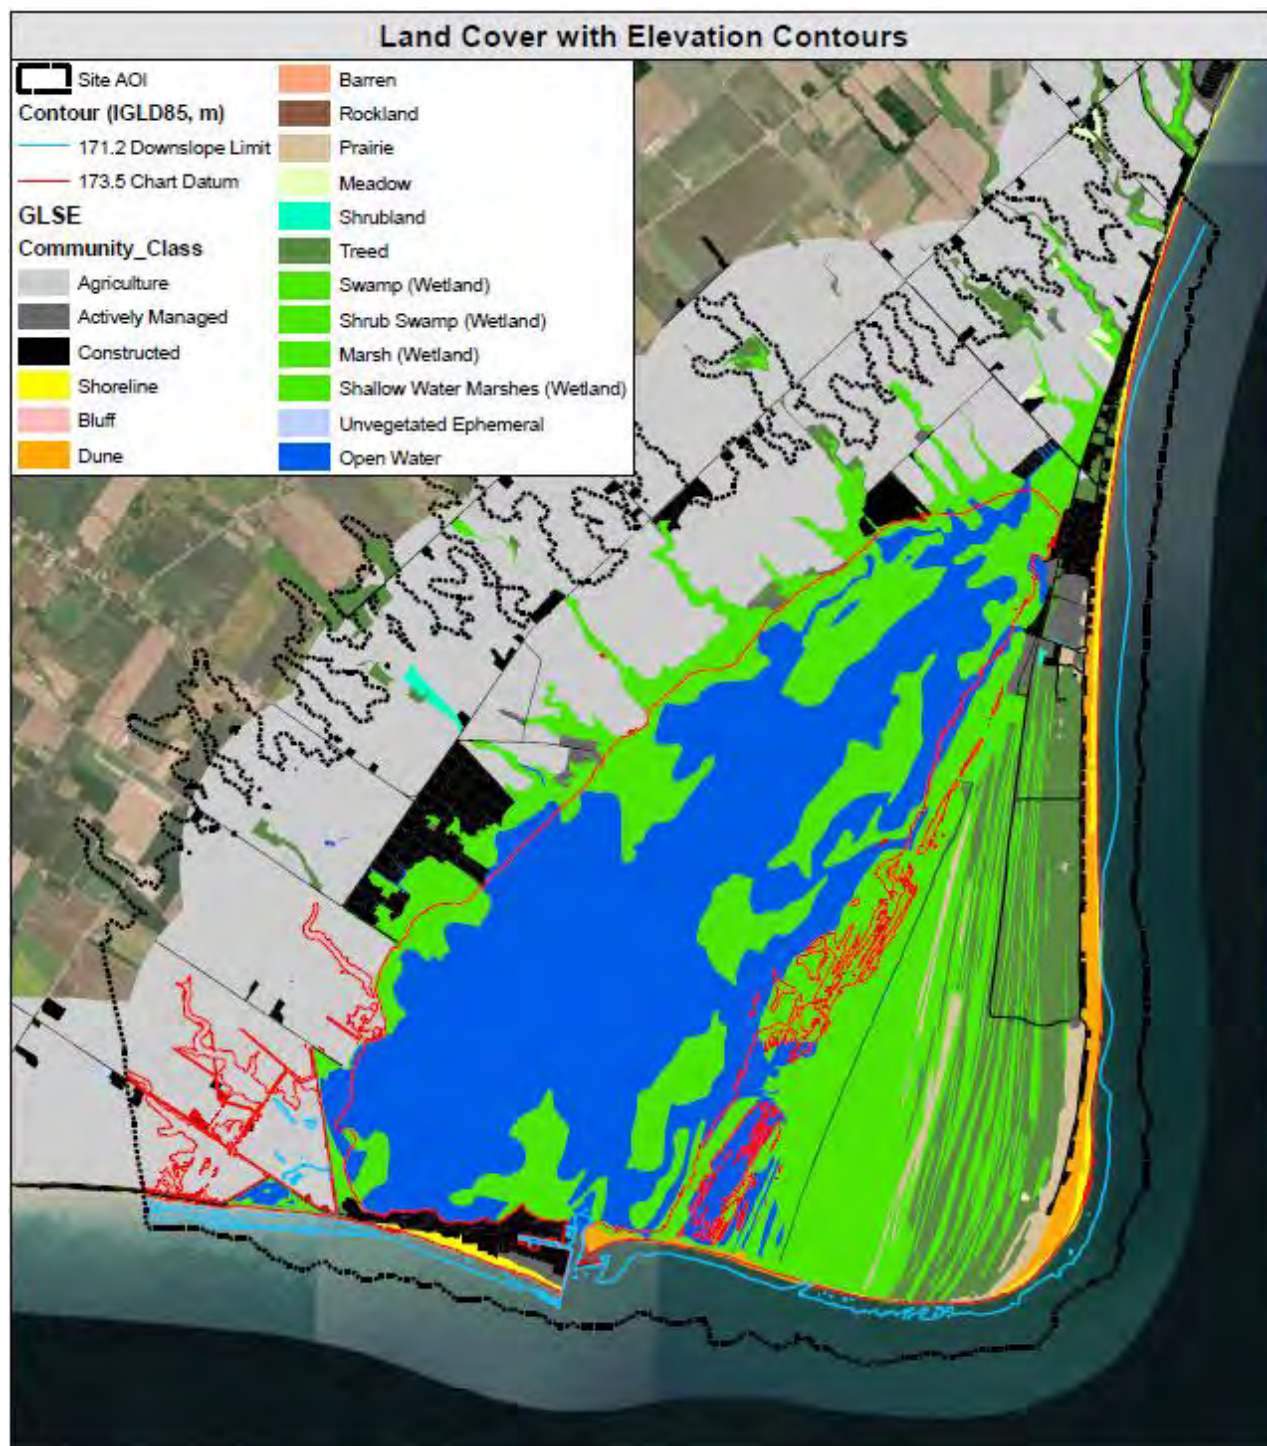 Land Cover with Elevation Contours
Site AOI
Contour (IGLD85, m)
171.2 Downslope Limit
173.5 Chart Datum
GLSE
Community_Class
Agriculture
Actively Managed
Constructed
Shoreline
Bluff
Dune
Barren
Rockland
Prairie
Meadow
Shrubland
Treed
Swamp (Wetland)
Shrub Swamp (Wetland)
Marsh (Wetland)
Shallow Water Marshes (Wetland)
Unvegetated Ephemeral
Open Water